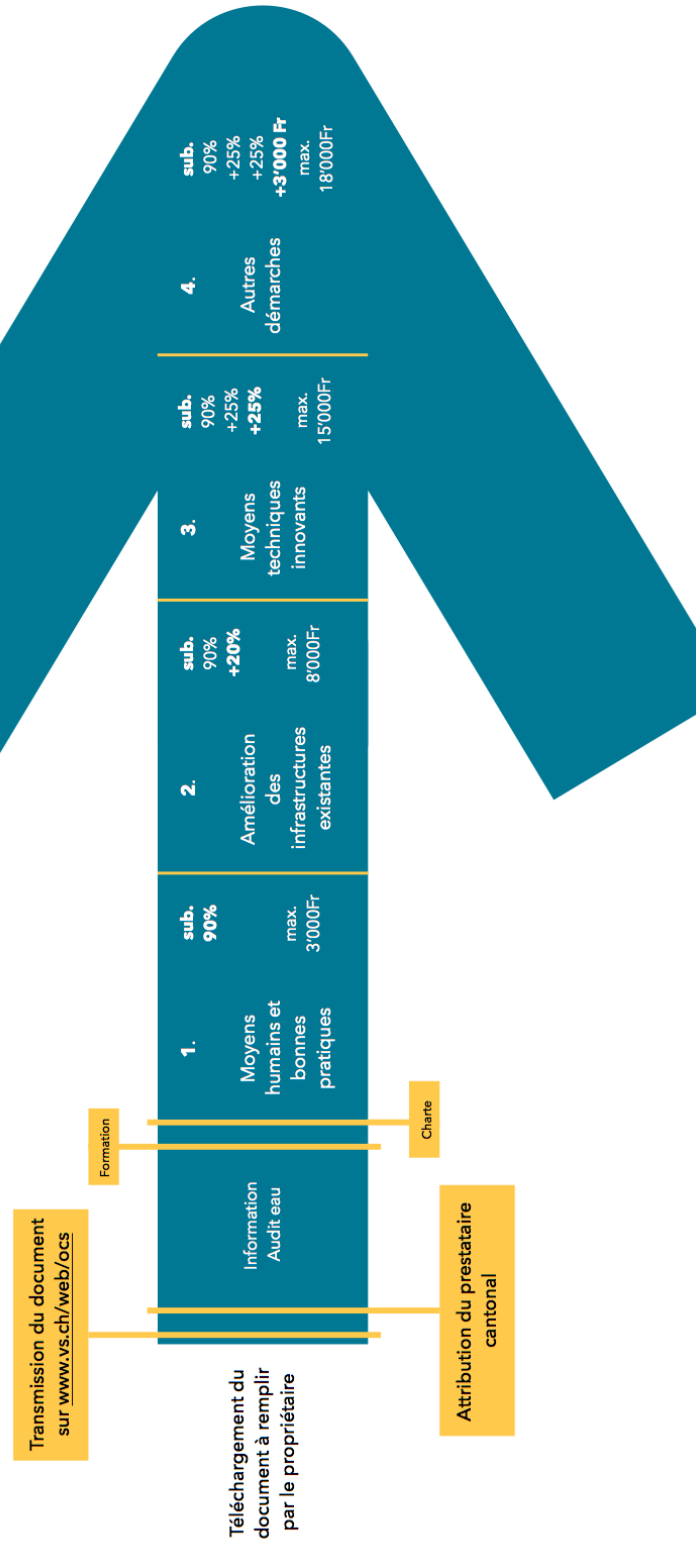 Téléchargement du
document à remplir
par le propriétaire
Transmission du document
sur www.vs.ch/web/ocs
Attribution du prestataire
cantonal
Information
Audit eau
Formation
Charte
1.
Moyens
humains et
bonnes
pratiques
sub.
90%
max.
3'000Fr
2.
Amélioration
des
infrastructures
existantes
sub.
90%
+20%
max.
8'000Fr
3.
Moyens
techniques
innovants
sub.
90%
+25%
+25%
max.
15'000Fr
4.
Autres
démarches
sub.
90%
+25%
+25%
+3'000 Fr
max.
18'000Fr